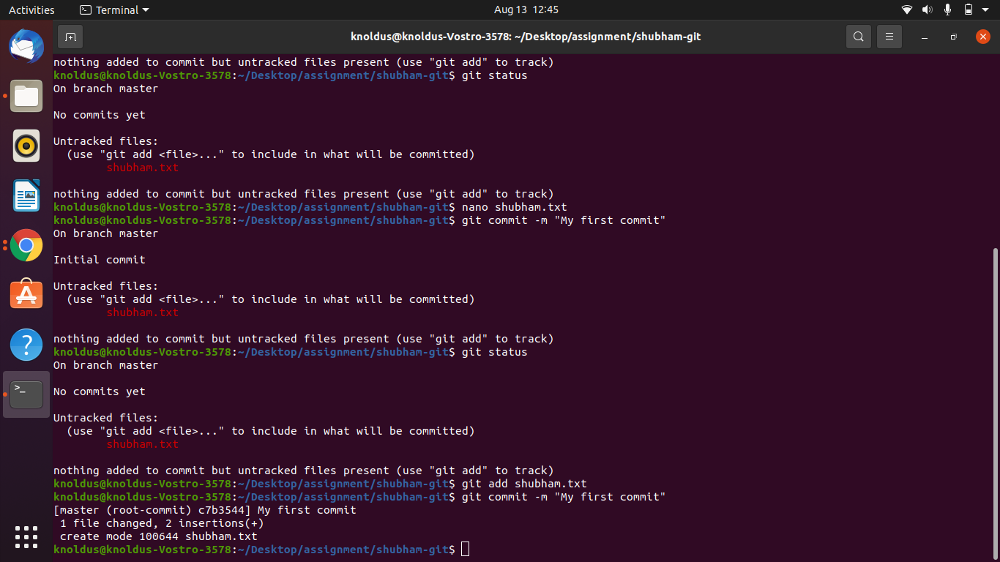 Activities Terminal Aug 13 12:45
knoldus@knoldus-Vostro-3578: ~/Desktop/assignment/shubham-git
nothing added to commit but untracked files present (use "git add" to track)
knoldus@knoldus-Vostro-3578:~/Desktop/assignment/shubham-git$ git status
On branch master
No commits yet
Untracked files:
(use "git add <file>..." to include in what will be committed)
shubham.txt
nothing added to commit but untracked files present (use "git add" to track)
knoldus@knoldus-Vostro-3578:~/Desktop/assignment/shubham-git$ nano shubham.txt
knoldus@knoldus-Vostro-3578:~/Desktop/assignment/shubham-git$ git commit -m "My first commit"
On branch master
Initial commit
Untracked files:
(use "git add <file>..." to include in what will be committed)
shubham.txt
nothing added to commit but untracked files present (use "git add" to track)
knoldus@knoldus-Vostro-3578:~/Desktop/assignment/shubham-git$ git status
On branch master
No commits yet
Untracked files:
(use "git add <file>..." to include in what will be committed)
shubham.txt
nothing added to commit but untracked files present (use "git add" to track)
knoldus@knoldus-Vostro-3578:~/Desktop/assignment/shubham-git$ git add shubham.txt
knoldus@knoldus-Vostro-3578:~/Desktop/assignment/shubham-git$ git commit -m "My first commit"
[master (root-commit) c7b3544] My first commit
1 file changed, 2 insertions(+)
create mode 100644 shubham.txt
knoldus@knoldus-Vostro-3578:~/Desktop/assignment/shubham-git$